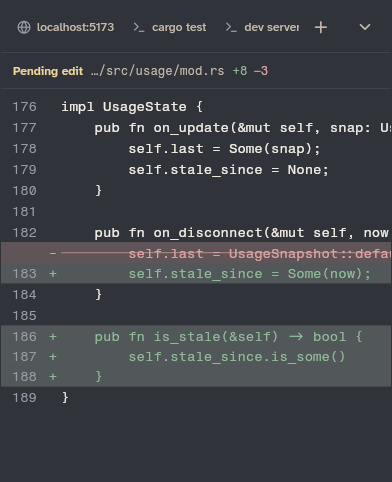 localhost:5173 cargo test dev server
Pending edit …/src/usage/mod.rs +8 −3
176 impl UsageState {
177 pub fn on_update(&mut self, snap:
178 self.last = Some(snap);
179 self.stale_since = None;
180 }
181
182 pub fn on_disconnect(&mut self, now
- self.last = UsageSnapshot::
183 + self.stale_since = Some(now);
184 }
185
186 + pub fn is_stale(&self) -> bool {
187 + self.stale_since.is_some()
188 + }
189 }